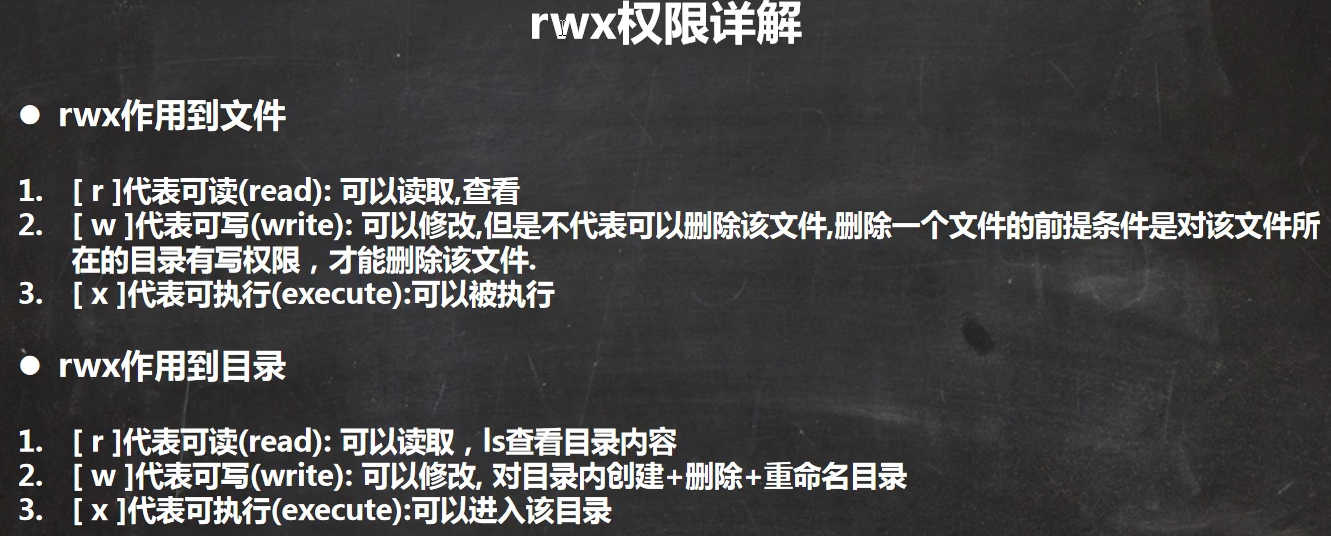 rwx权限详解
● rwx作用到文件
1. [ r ]代表可读(read): 可以读取,查看
2. [ w ]代表可写(write): 可以修改,但是不代表可以删除该文件,删除一个文件的前提条件是对该文件所
在的目录有写权限，才能删除该文件.
3. [ x ]代表可执行(execute):可以被执行
● rwx作用到目录
1. [ r ]代表可读(read): 可以读取，ls查看目录内容
2. [ w ]代表可写(write): 可以修改, 对目录内创建+删除+重命名目录
3. [ x ]代表可执行(execute):可以进入该目录